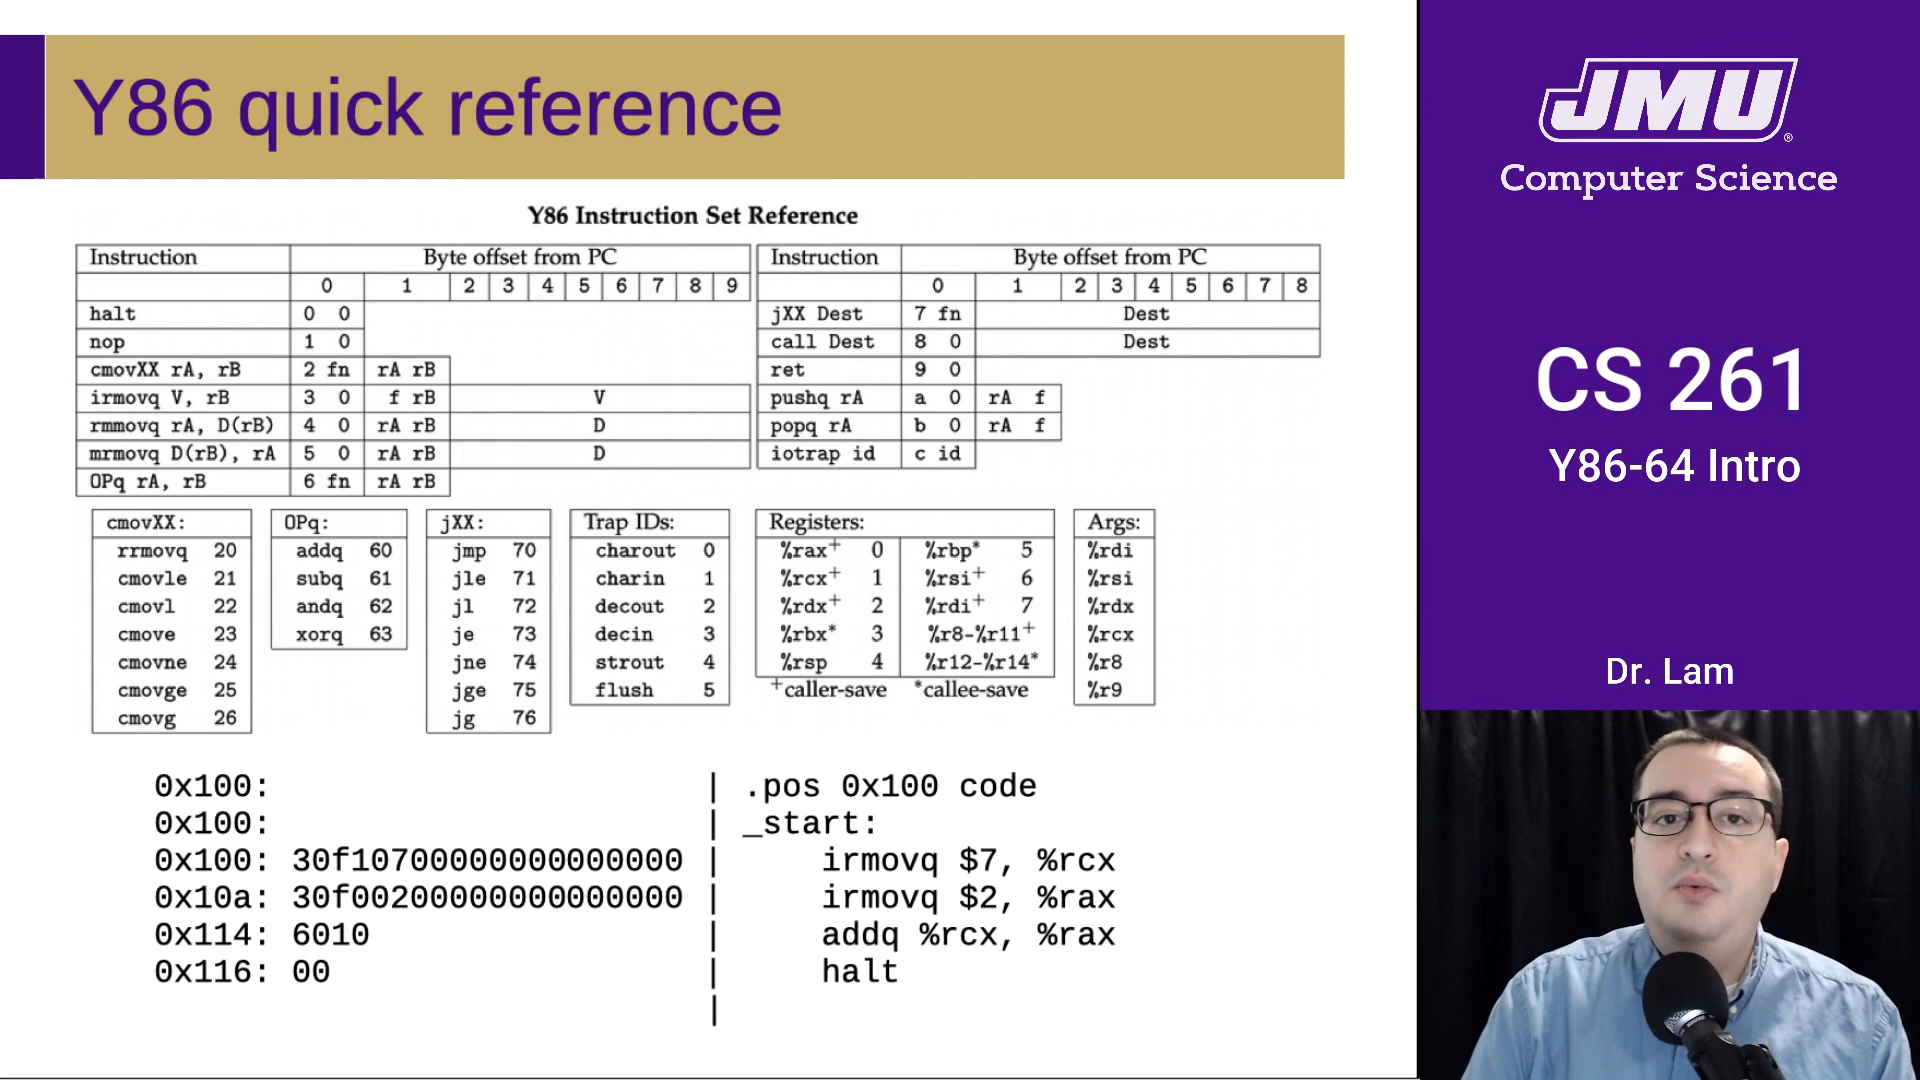 Y86 quick reference
Y86 Instruction Set Reference
Instruction Byte offset from PC
0 1 2 3 4 5 6 7 8 9
halt 0 0
nop 1 0
cmovXX rA, rB 2 fn rA rB
irmovq V, rB 3 0 f rB V
rmmovq rA, D(rB) 4 0 rA rB D
mrmovq D(rB), rA 5 0 rA rB D
OPq rA, rB 6 fn rA rB
Instruction Byte offset from PC
0 1 2 3 4 5 6 7 8
jXX Dest 7 fn Dest
call Dest 8 0 Dest
ret 9 0
pushq rA a 0 rA f
popq rA b 0 rA f
iotrap id c id
cmovXX:
rrmovq 20
cmovle 21
cmovl 22
cmove 23
cmovne 24
cmovge 25
cmovg 26
OPq:
addq 60
subq 61
andq 62
xorq 63
jXX:
jmp 70
jle 71
jl 72
je 73
jne 74
jge 75
jg 76
Trap IDs:
charout 0
charin 1
decout 2
decin 3
strout 4
flush 5
Registers:
%rax+ 0 %rbp* 5
%rcx+ 1 %rsi+ 6
%rdx+ 2 %rdi+ 7
%rbx* 3 %r8-%r11+
%rsp 4 %r12-%r14*
+caller-save *callee-save
Args:
%rdi
%rsi
%rdx
%rcx
%r8
%r9
0x100: | .pos 0x100 code
0x100: | _start:
0x100: 30f10700000000000000 | irmovq $7, %rcx
0x10a: 30f00200000000000000 | irmovq $2, %rax
0x114: 6010 | addq %rcx, %rax
0x116: 00 | halt
|
JMU®
Computer Science
CS 261
Y86-64 Intro
Dr. Lam